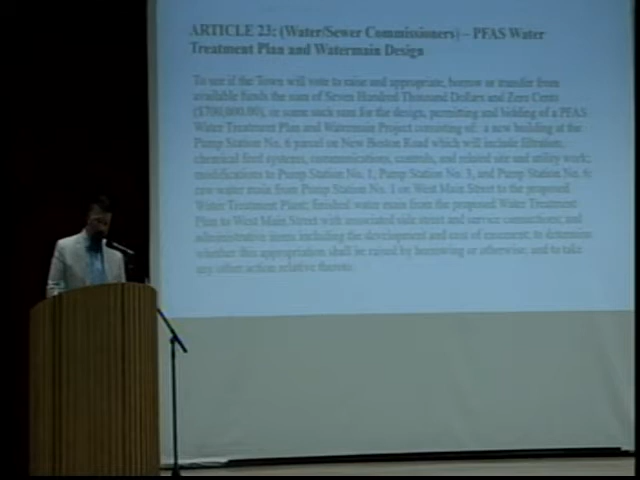 ARTICLE 23: (Water/Sewer Commissioners) – PFAS Water
Treatment Plan and Watermain Design
To see if the Town will vote to raise and appropriate, borrow or transfer from
available funds the sum of Seven Hundred Thousand Dollars and Zero Cents
($700,000.00), or some such sum for the design, permitting and bidding of a PFAS
Water Treatment Plan and Watermain Project consisting of: a new building at the
Pump Station No. 6 parcel on New Boston Road which will include filtration,
chemical feed systems, communications, controls, and related site and utility work;
modifications to Pump Station No. 1, Pump Station No. 3, and Pump Station No. 6;
raw water main from Pump Station No. 1 on West Main Street to the proposed
Water Treatment Plant; finished water main from the proposed Water Treatment
Plan to West Main Street with associated side street and service connections; and
administrative items including the development and cost of easement; to determine
whether this appropriation shall be raised by borrowing or otherwise, and to take
any other action relative thereto.